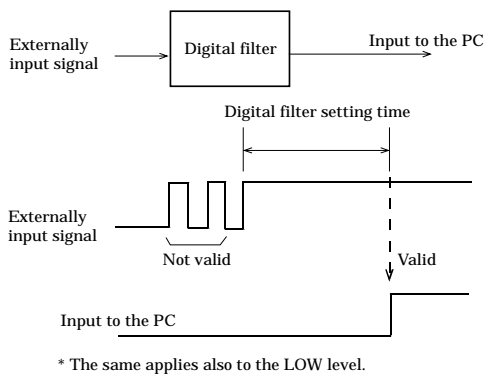 Externally
input signal
Digital filter
Input to the PC
Digital filter setting time
Externally
input signal
Not valid
Valid
Input to the PC
* The same applies also to the LOW level.